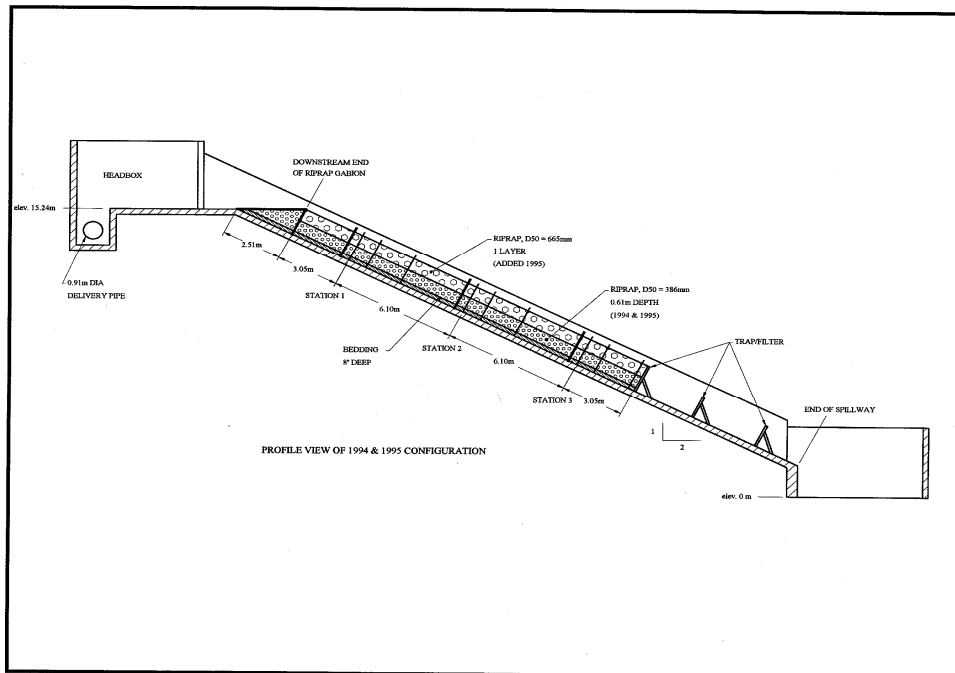 HEADBOX
DOWNSTREAM END
OF RIPRAP GABION
elev. 15.24m
0.91m DIA
DELIVERY PIPE
2.51m
3.05m
STATION 1
6.10m
RIPRAP, D50 = 665mm
1 LAYER
(ADDED 1995)
RIPRAP, D50 = 386mm
0.61m DEPTH
(1994 & 1995)
BEDDING
8" DEEP
STATION 2
6.10m
TRAP/FILTER
STATION 3
3.05m
END OF SPILLWAY
1
2
PROFILE VIEW OF 1994 & 1995 CONFIGURATION
elev. 0 m